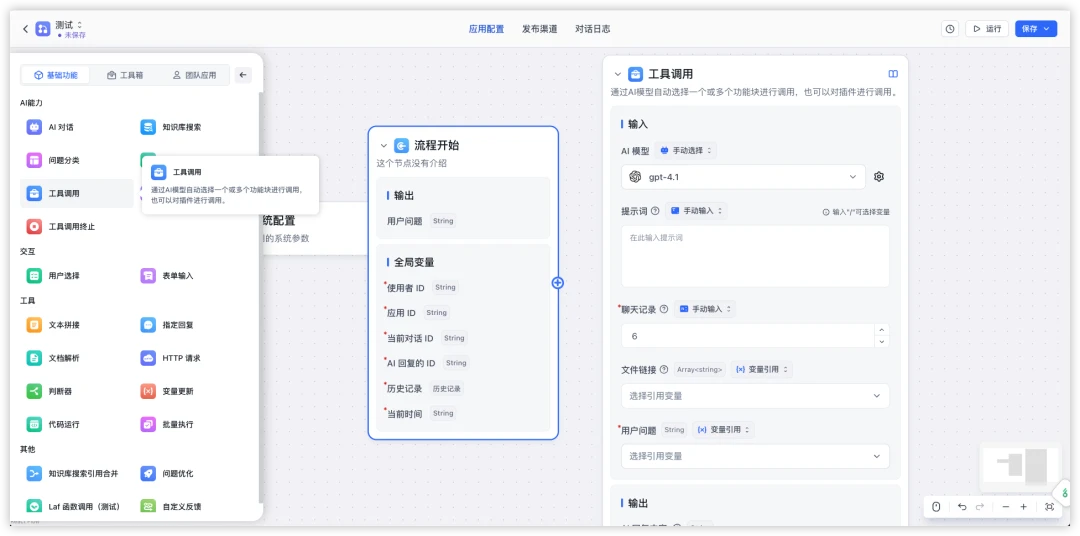 测试
未保存
应用配置
发布渠道
对话日志
运行
保存
基础功能
工具箱
团队应用
AI能力
AI 对话
知识库搜索
问题分类
工具调用
工具调用终止
工具调用
通过AI模型自动选择一个或多个功能块进行调用，
也可以对插件进行调用。
交互
用户选择
表单输入
工具
文本拼接
指定回复
文档解析
HTTP 请求
判断器
变量更新
代码运行
批量执行
其他
知识库搜索引用合并
问题优化
Laf 函数调用（测试）
自定义反馈
统配置
的系统参数
流程开始
这个节点没有介绍
输出
用户问题 String
全局变量
*使用者 ID String
*应用 ID String
*当前对话 ID String
*AI 回复的 ID String
*历史记录 历史记录
*当前时间 String
工具调用
通过AI模型自动选择一个或多个功能块进行调用，也可以对插件进行调用。
输入
AI 模型 手动选择
gpt-4.1
提示词 手动输入 输入"/"可选择变量
在此输入提示词
*聊天记录 手动输入
6
文件链接 Array<string> 变量引用
选择引用变量
*用户问题 String 变量引用
选择引用变量
输出